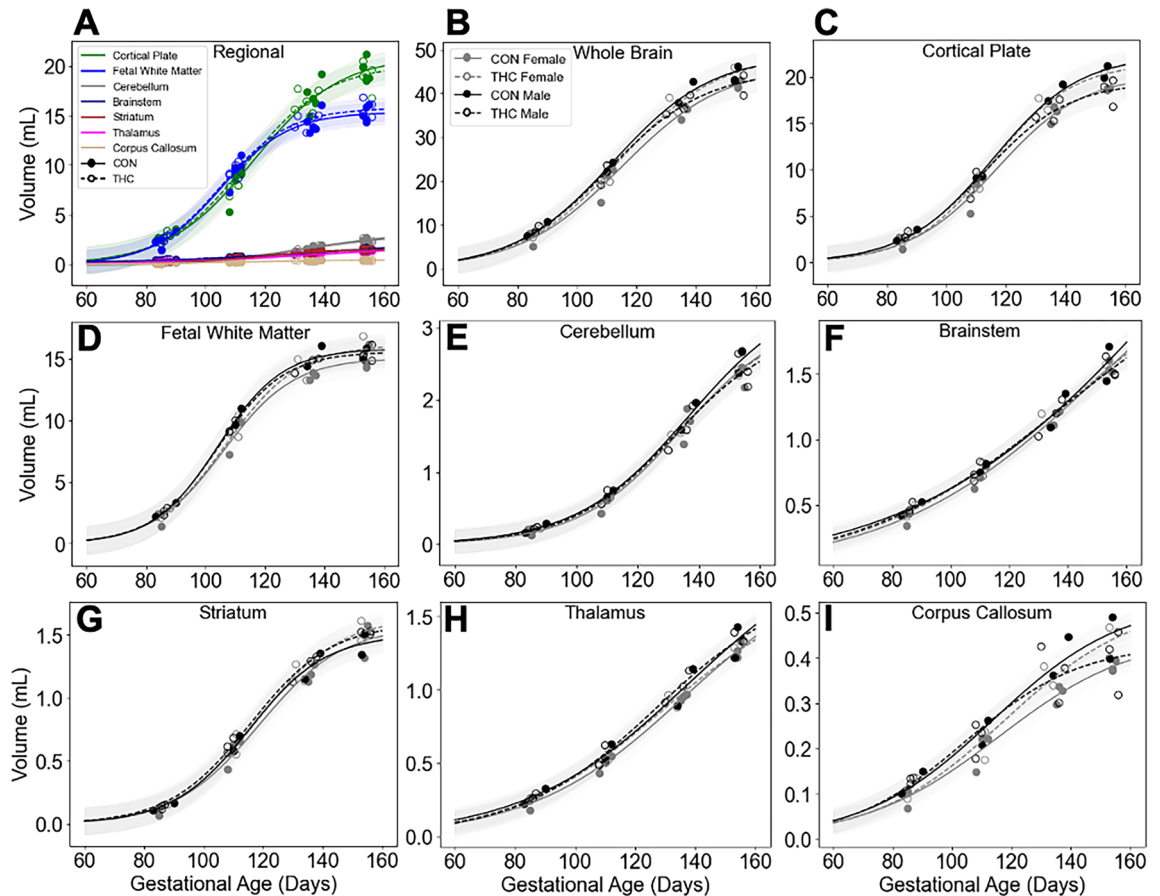 A
Regional
20
15
10
5
0
Volume (mL)
Cortical Plate
Fetal White Matter
Cerebellum
Brainstem
Striatum
Thalamus
Corpus Callosum
CON
THC
60 80 100 120 140 160
B
Whole Brain
50
40
30
20
10
0
CON Female
THC Female
CON Male
THC Male
60 80 100 120 140 160
C
Cortical Plate
20
15
10
5
0
60 80 100 120 140 160
D
Fetal White Matter
15
10
5
0
Volume (mL)
60 80 100 120 140 160
E
Cerebellum
3
2
1
0
60 80 100 120 140 160
F
Brainstem
1.5
1.0
0.5
60 80 100 120 140 160
G
Striatum
1.5
1.0
0.5
0.0
Volume (mL)
60 80 100 120 140 160
Gestational Age (Days)
H
Thalamus
1.5
1.0
0.5
0.0
60 80 100 120 140 160
Gestational Age (Days)
I
Corpus Callosum
0.5
0.4
0.3
0.2
0.1
0.0
60 80 100 120 140 160
Gestational Age (Days)